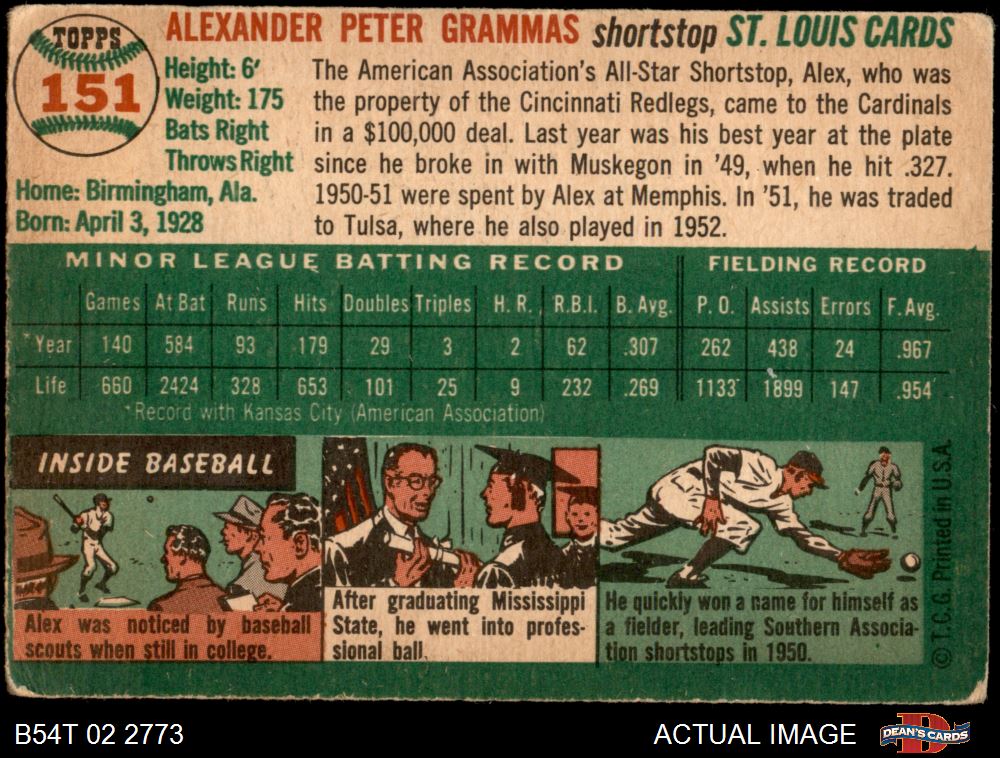 TOPPS
151
ALEXANDER PETER GRAMMAS shortstop ST. LOUIS CARDS
Height: 6'
Weight: 175
Bats Right
Throws Right
Home: Birmingham, Ala.
Born: April 3, 1928
The American Association's All-Star Shortstop, Alex, who was
the property of the Cincinnati Redlegs, came to the Cardinals
in a $100,000 deal. Last year was his best year at the plate
since he broke in with Muskegon in '49, when he hit .327.
1950-51 were spent by Alex at Memphis. In '51, he was traded
to Tulsa, where he also played in 1952.
MINOR LEAGUE BATTING RECORD FIELDING RECORD
Games At Bat Runs Hits Doubles Triples H. R. R.B.I. B. Avg. P. O. Assists Errors F. Avg.
*Year 140 584 93 179 29 3 2 62 .307 262 438 24 .967
Life 660 2424 328 653 101 25 9 232 .269 1133 1899 147 .954
*Record with Kansas City (American Association)
INSIDE BASEBALL
Alex was noticed by baseball
scouts when still in college.
After graduating Mississippi
State, he went into profes-
sional ball.
He quickly won a name for himself as
a fielder, leading Southern Associa-
tion shortstops in 1950.
© T.C.G. Printed in U.S.A.
B54T 02 2773
ACTUAL IMAGE
DEAN'S CARDS